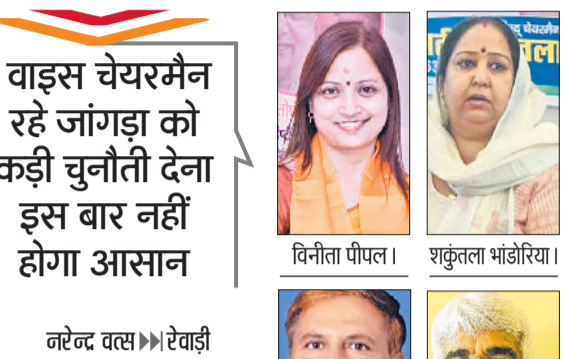 वाइस चेयरमैन
रहे जांगड़ा को
कड़ी चुनौती देना
इस बार नहीं
होगा आसान
नरेन्द्र वत्स रेवाड़ी
विनीता पीपल।
शकुंतला भांडोरिया।